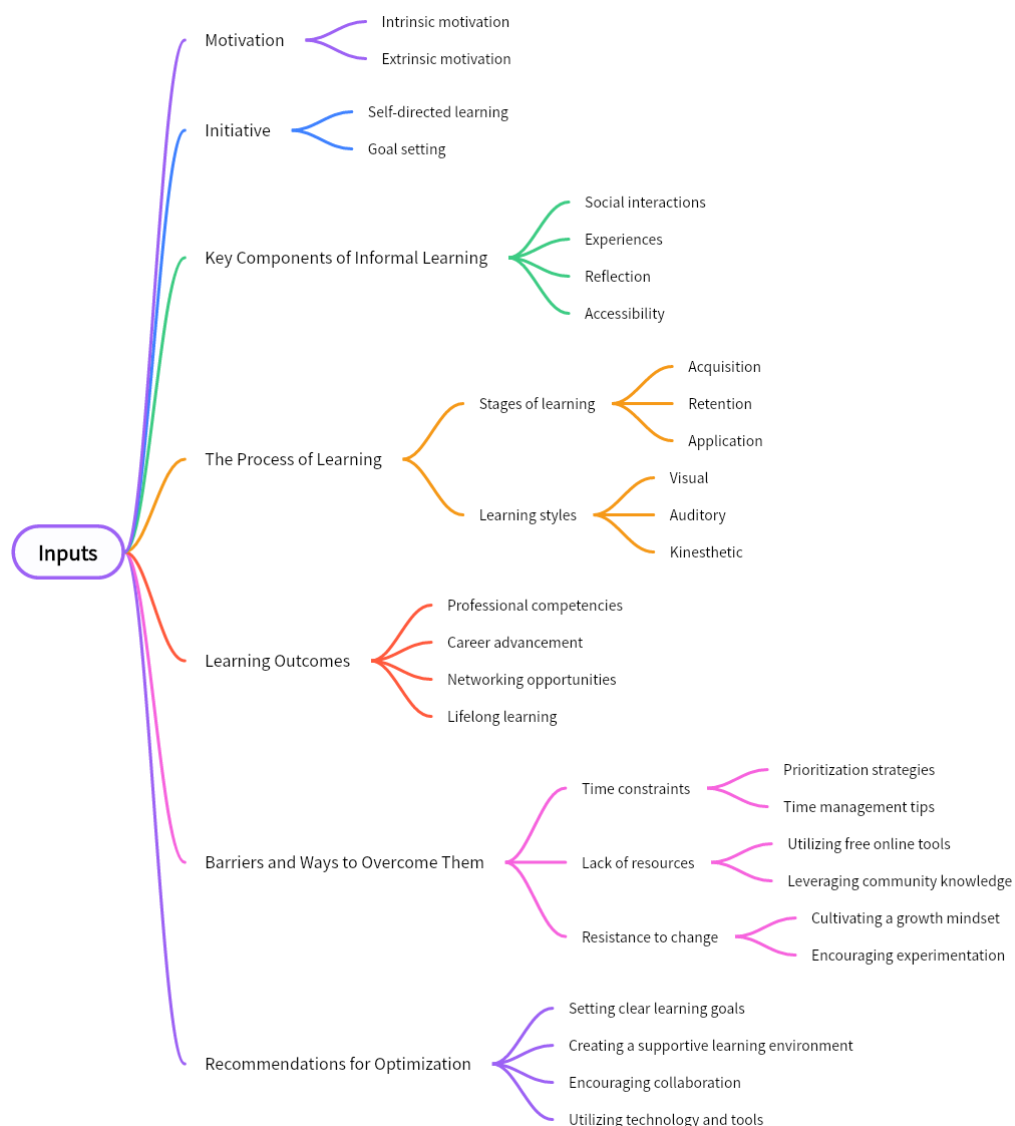 Inputs
Motivation
Intrinsic motivation
Extrinsic motivation
Initiative
Self-directed learning
Goal setting
Key Components of Informal Learning
Social interactions
Experiences
Reflection
Accessibility
The Process of Learning
Stages of learning
Acquisition
Retention
Application
Learning styles
Visual
Auditory
Kinesthetic
Learning Outcomes
Professional competencies
Career advancement
Networking opportunities
Lifelong learning
Barriers and Ways to Overcome Them
Time constraints
Prioritization strategies
Time management tips
Lack of resources
Utilizing free online tools
Leveraging community knowledge
Resistance to change
Cultivating a growth mindset
Encouraging experimentation
Recommendations for Optimization
Setting clear learning goals
Creating a supportive learning environment
Encouraging collaboration
Utilizing technology and tools